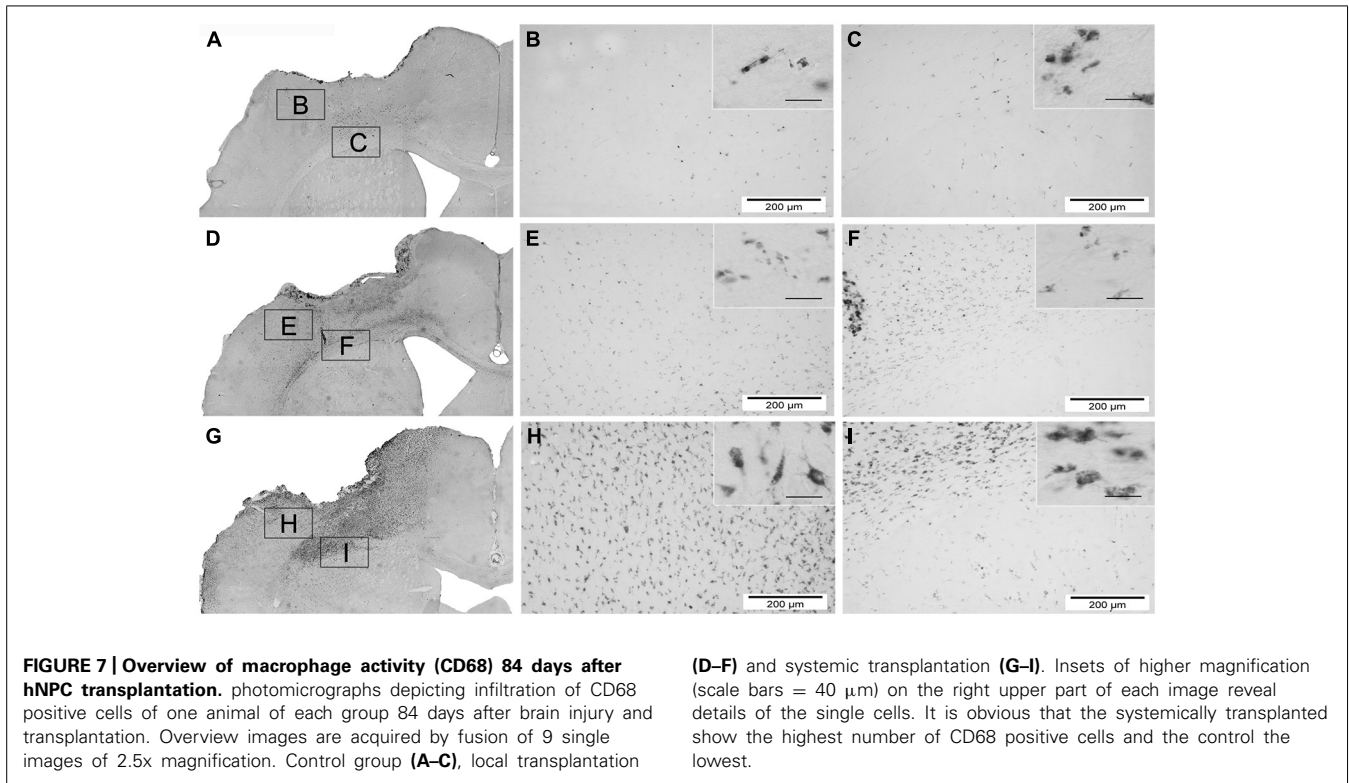 A
B
C
B
C
200 µm
200 µm
D
E
F
E
F
200 µm
200 µm
G
H
I
H
I
200 µm
200 µm
FIGURE 7 | Overview of macrophage activity (CD68) 84 days after
hNPC transplantation. photomicrographs depicting infiltration of CD68
positive cells of one animal of each group 84 days after brain injury and
transplantation. Overview images are acquired by fusion of 9 single
images of 2.5x magnification. Control group (A–C), local transplantation
(D–F) and systemic transplantation (G–I). Insets of higher magnification
(scale bars = 40 µm) on the right upper part of each image reveal
details of the single cells. It is obvious that the systemically transplanted
show the highest number of CD68 positive cells and the control the
lowest.